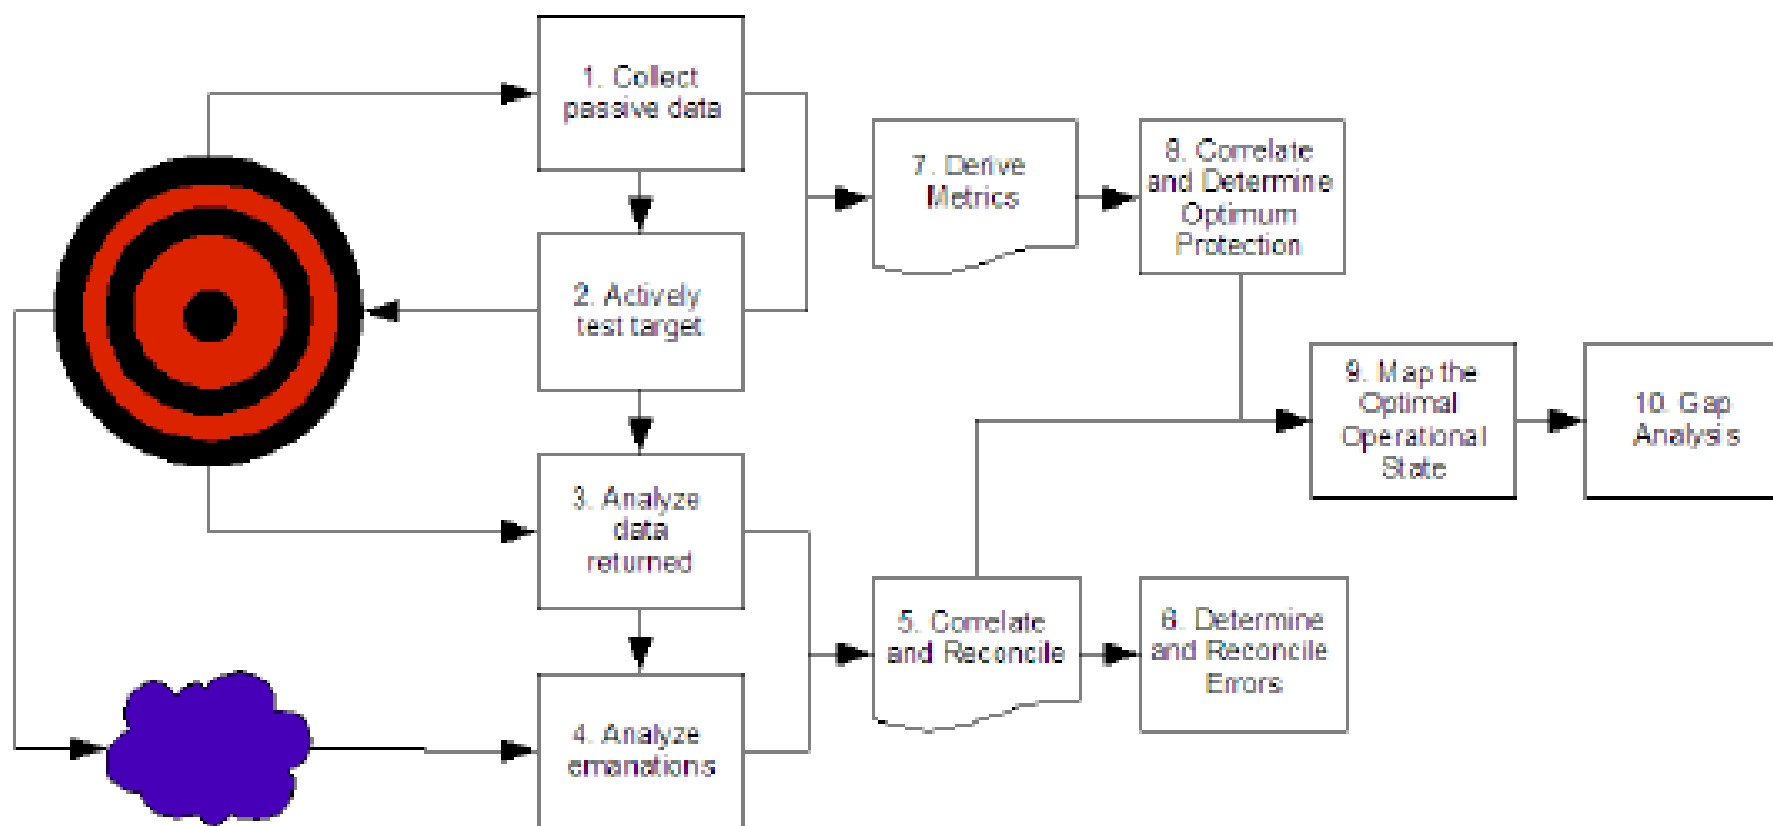 1. Collect
passive data
2. Actively
test target
3. Analyze
data
returned
4. Analyze
emanations
5. Correlate
and Reconcile
6. Determine
and Reconcile
Errors
7. Derive
Metrics
8. Correlate
and Determine
Optimum
Protection
9. Map the
Optimal
Operational
State
10. Gap
Analysis